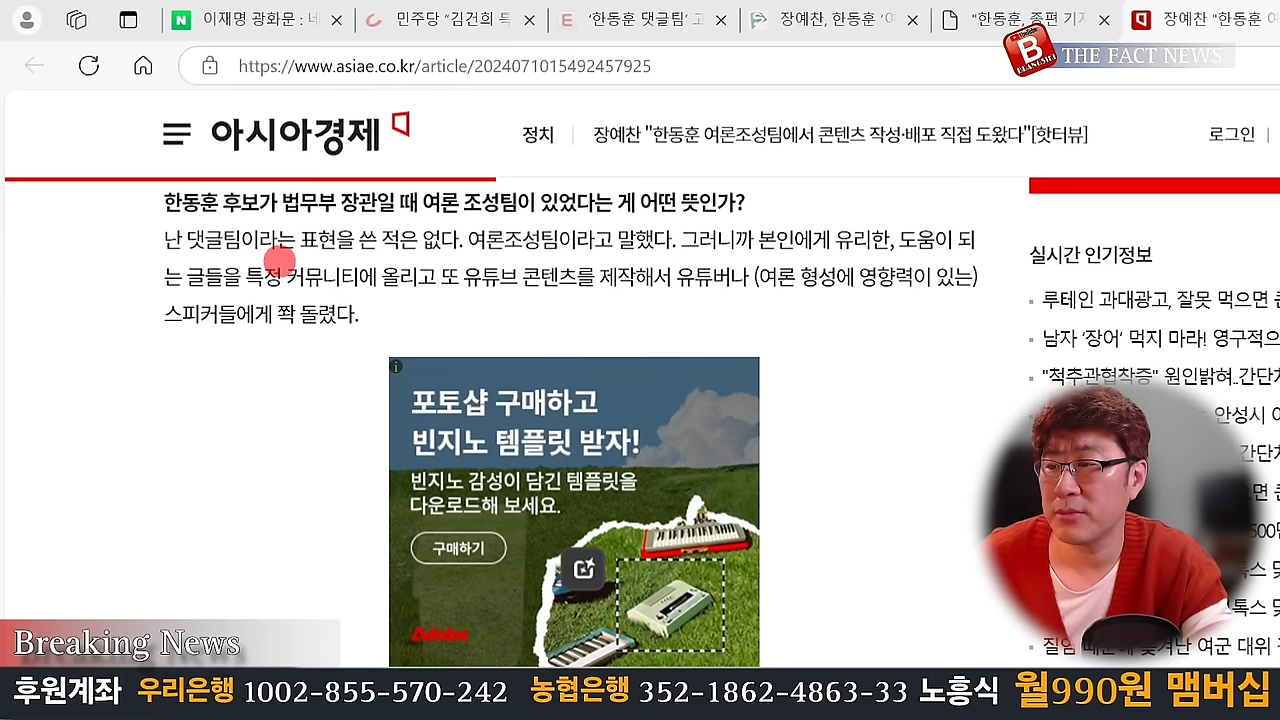 이재명 광화문 : 네
민주당 "김건희 특
'한동훈 댓글팀' 고
장예찬, 한동훈 '여
"한동훈, 종편 기자
장예찬 "한동훈 여
THE FACT NEWS
https://www.asiae.co.kr/article/2024071015492457925
아시아경제
정치
장예찬 "한동훈 여론조성팀에서 콘텐츠 작성·배포 직접 도왔다"[핫터뷰]
로그인
한동훈 후보가 법무부 장관일 때 여론 조성팀이 있었다는 게 어떤 뜻인가?
난 댓글팀이라는 표현을 쓴 적은 없다. 여론조성팀이라고 말했다. 그러니까 본인에게 유리한, 도움이 되
는 글들을 특정 커뮤니티에 올리고 또 유튜브 콘텐츠를 제작해서 유튜버나 (여론 형성에 영향력이 있는)
스피커들에게 쫙 돌렸다.
실시간 인기정보
루테인 과대광고, 잘못 먹으면
남자 '장어' 먹지 마라! 영구적으
"척추관협착증" 원인밝혀..간단
안성시
간단
포토샵 구매하고
빈지노 템플릿 받자!
빈지노 감성이 담긴 템플릿을
다운로드해 보세요.
구매하기
Adobe
여군 대위
Breaking News
후원계좌 우리은행 1002-855-570-242 농협은행 352-1862-4863-33 노흥식 월990원 맴버십